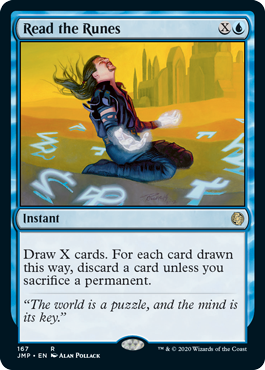 Read the Runes XU
Instant
Draw X cards. For each card drawn
this way, discard a card unless you
sacrifice a permanent.
“The world is a puzzle, and the mind is
its key.”
167 R
JMP • EN ALAN POLLACK ™ & © 2020 Wizards of the Coast